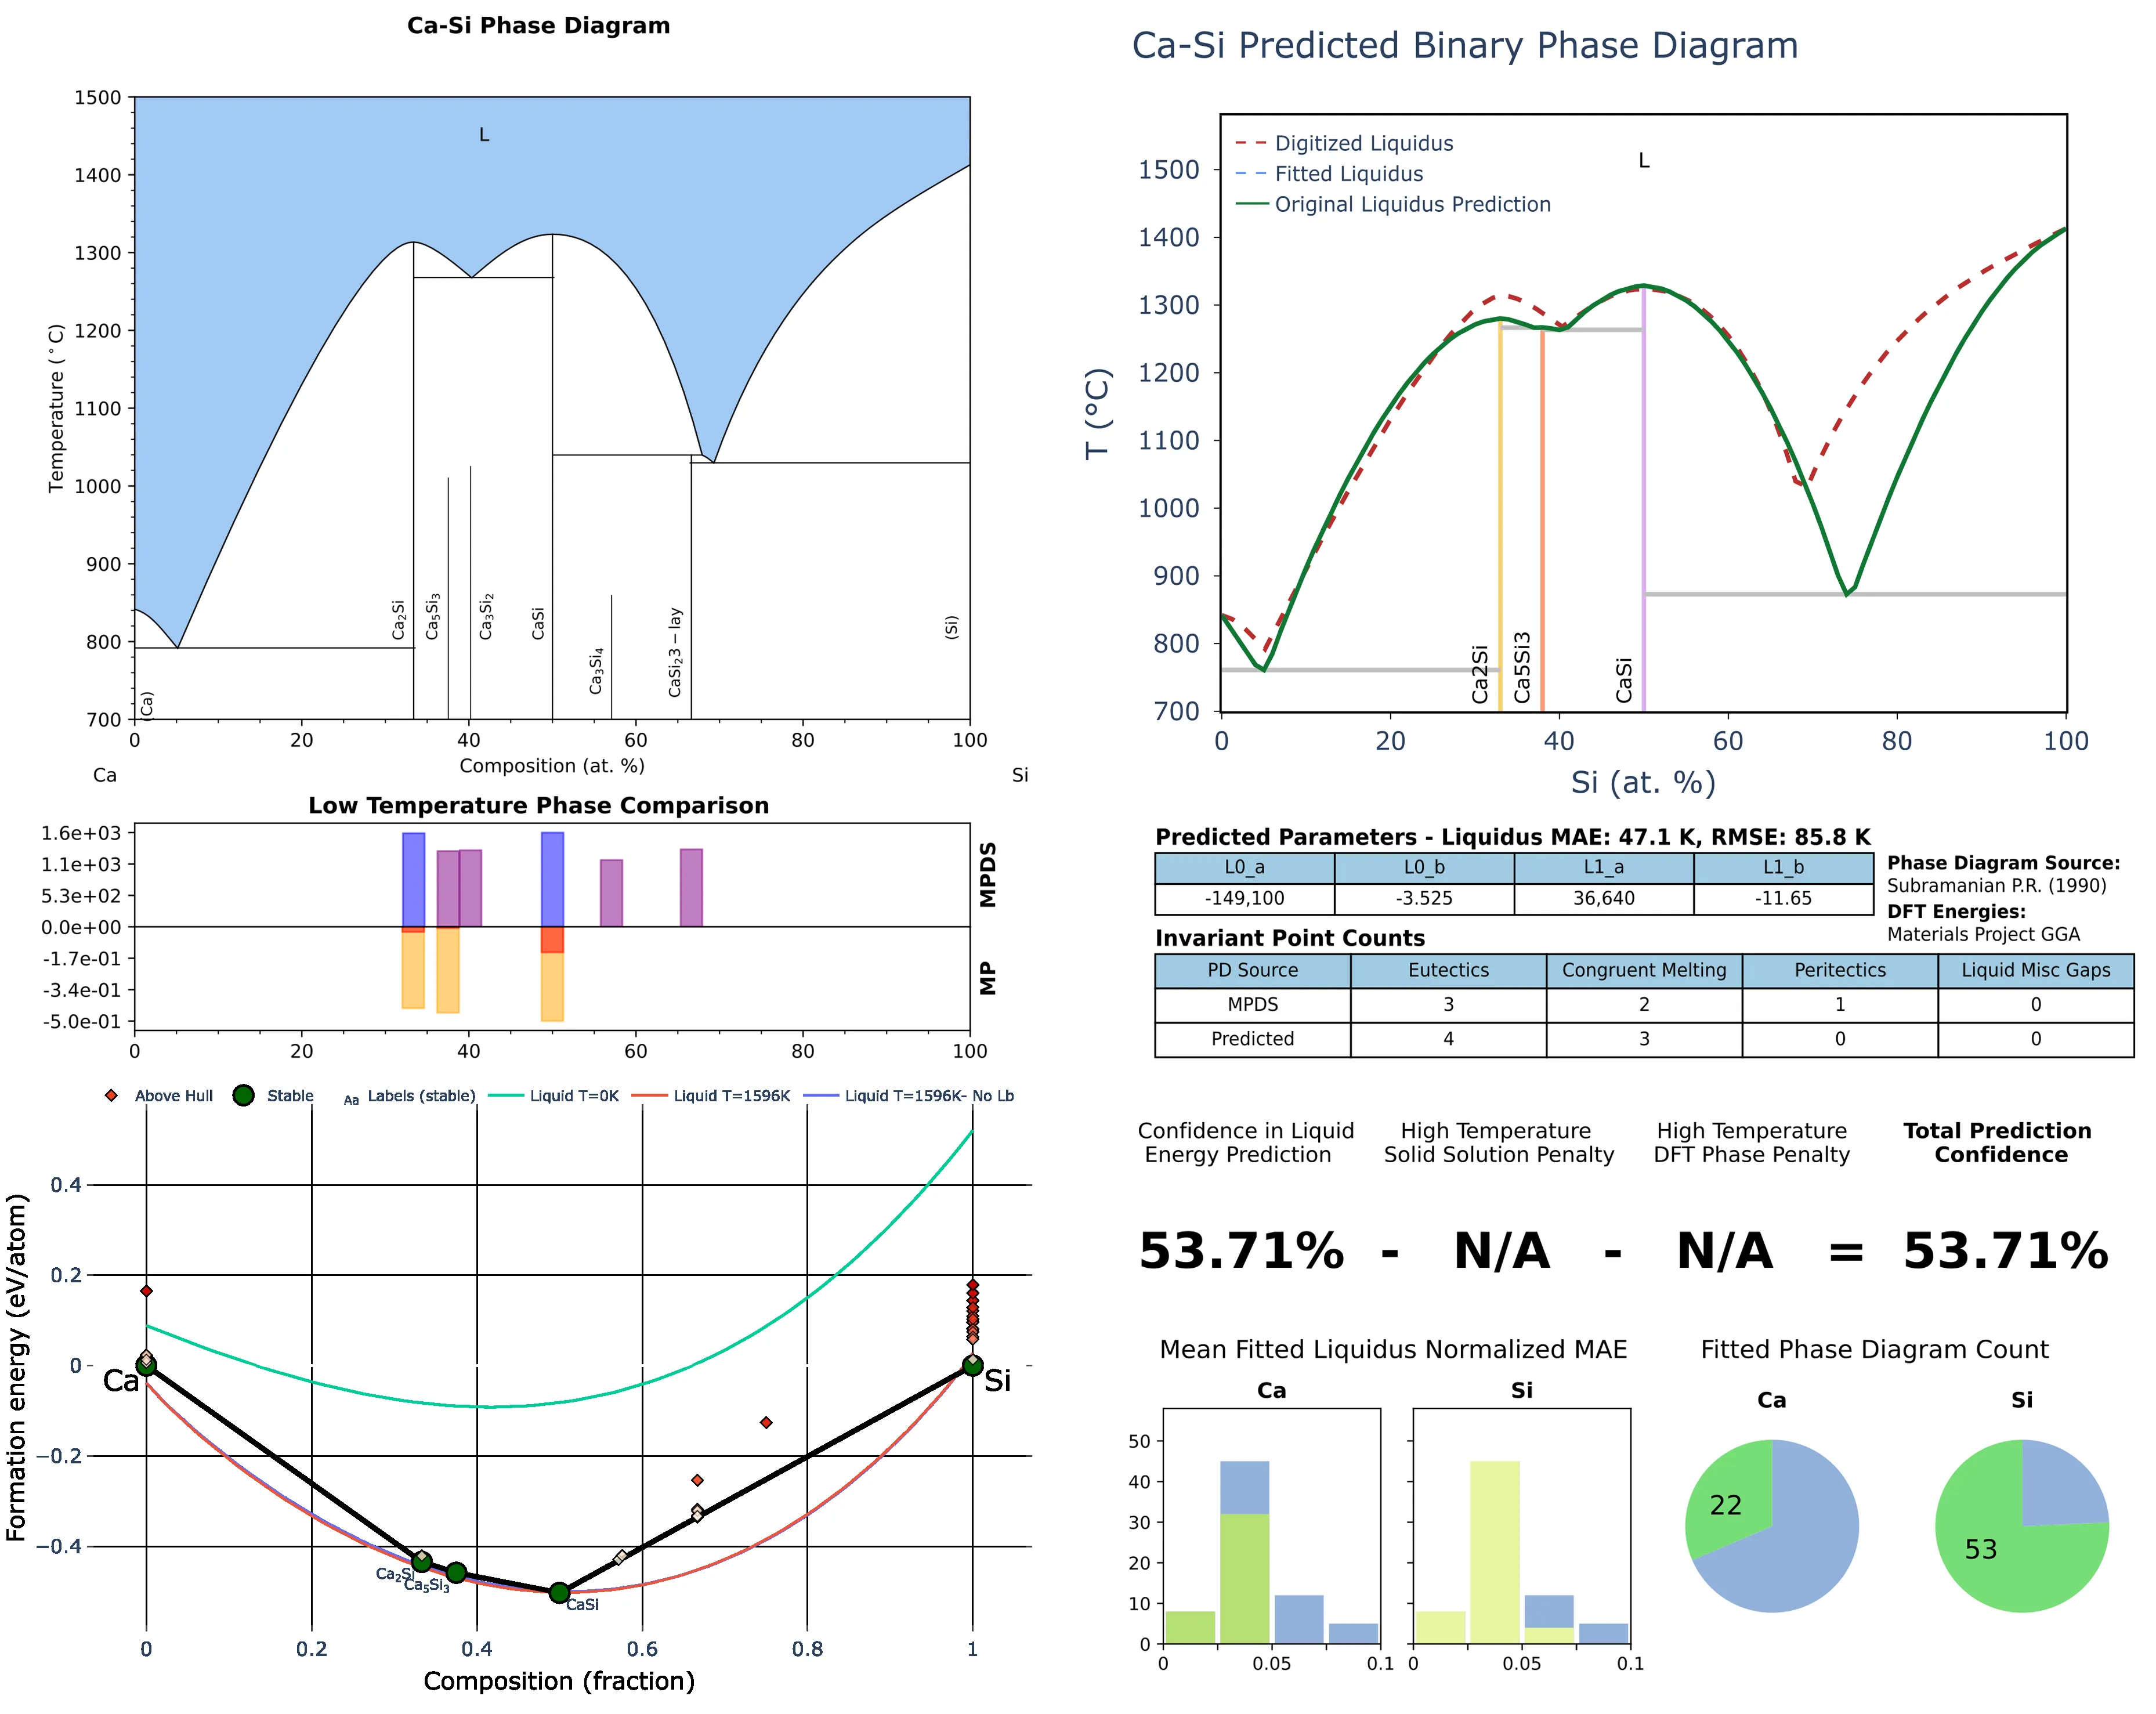 Ca-Si Phase Diagram
1500
1400
1300
1200
1100
1000
900
800
700
Temperature (°C)
L
(Ca)
Ca₂Si
Ca₅Si₃
Ca₃Si₂
CaSi
Ca₃Si₄
CaSi₂3 − lay
(Si)
0 20 40 60 80 100
Composition (at. %)
Ca Si
Low Temperature Phase Comparison
1.6e+03
1.1e+03
5.3e+02
0.0e+00
-1.7e-01
-3.4e-01
-5.0e-01
MPDS
MP
0 20 40 60 80 100
Above Hull Stable Aa Labels (stable) Liquid T=0K Liquid T=1596K Liquid T=1596K- No Lb
0.4
0.2
0
−0.2
−0.4
Formation energy (eV/atom)
Ca
Si
Ca₂Si
Ca₅Si₃
CaSi
0 0.2 0.4 0.6 0.8 1
Composition (fraction)
Ca-Si Predicted Binary Phase Diagram
Digitized Liquidus
Fitted Liquidus
Original Liquidus Prediction
L
1500
1400
1300
1200
1100
1000
900
800
700
T (°C)
Ca2Si
Ca5Si3
CaSi
0 20 40 60 80 100
Si (at. %)
Predicted Parameters - Liquidus MAE: 47.1 K, RMSE: 85.8 K
L0_a L0_b L1_a L1_b
-149,100 -3.525 36,640 -11.65
Phase Diagram Source:
Subramanian P.R. (1990)
DFT Energies:
Materials Project GGA
Invariant Point Counts
PD Source Eutectics Congruent Melting Peritectics Liquid Misc Gaps
MPDS 3 2 1 0
Predicted 4 3 0 0
Confidence in Liquid
Energy Prediction
High Temperature
Solid Solution Penalty
High Temperature
DFT Phase Penalty
Total Prediction
Confidence
53.71% - N/A - N/A = 53.71%
Mean Fitted Liquidus Normalized MAE
Ca Si
50
40
30
20
10
0
0 0.05 0.1
0 0.05 0.1
Fitted Phase Diagram Count
Ca Si
22
53